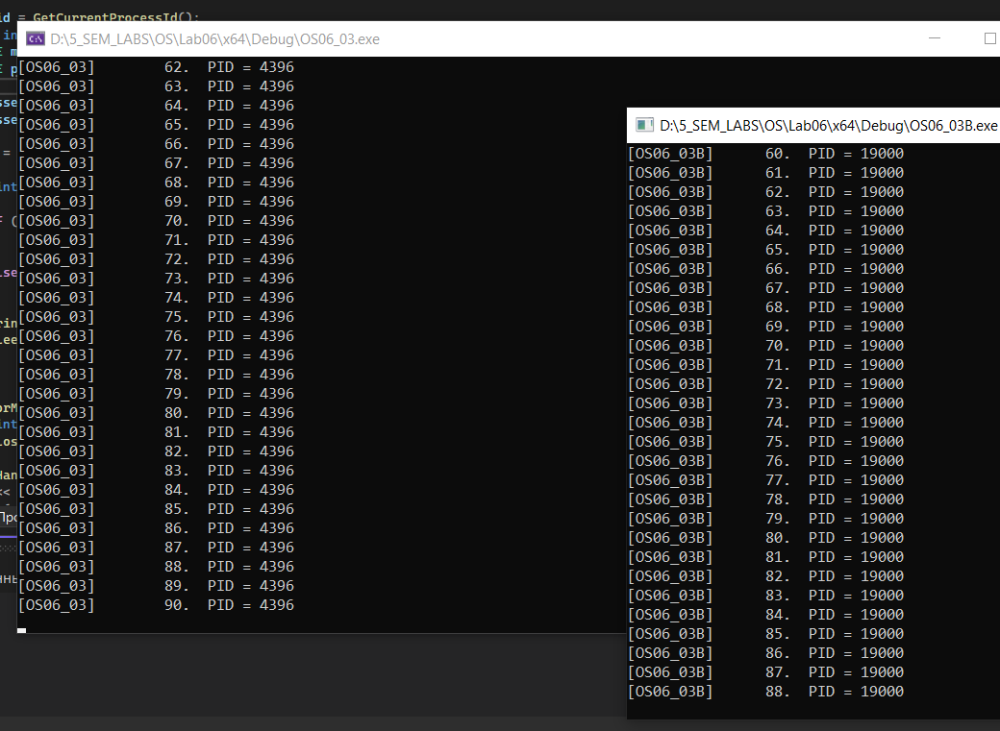 id = GetCurrentProcessId();
D:\5_SEM_LABS\OS\Lab06\x64\Debug\OS06_03.exe
[OS06_03] 62. PID = 4396
[OS06_03] 63. PID = 4396
[OS06_03] 64. PID = 4396
[OS06_03] 65. PID = 4396
[OS06_03] 66. PID = 4396
[OS06_03] 67. PID = 4396
[OS06_03] 68. PID = 4396
[OS06_03] 69. PID = 4396
[OS06_03] 70. PID = 4396
[OS06_03] 71. PID = 4396
[OS06_03] 72. PID = 4396
[OS06_03] 73. PID = 4396
[OS06_03] 74. PID = 4396
[OS06_03] 75. PID = 4396
[OS06_03] 76. PID = 4396
[OS06_03] 77. PID = 4396
[OS06_03] 78. PID = 4396
[OS06_03] 79. PID = 4396
[OS06_03] 80. PID = 4396
[OS06_03] 81. PID = 4396
[OS06_03] 82. PID = 4396
[OS06_03] 83. PID = 4396
[OS06_03] 84. PID = 4396
[OS06_03] 85. PID = 4396
[OS06_03] 86. PID = 4396
[OS06_03] 87. PID = 4396
[OS06_03] 88. PID = 4396
[OS06_03] 89. PID = 4396
[OS06_03] 90. PID = 4396
D:\5_SEM_LABS\OS\Lab06\x64\Debug\OS06_03B.exe
[OS06_03B] 60. PID = 19000
[OS06_03B] 61. PID = 19000
[OS06_03B] 62. PID = 19000
[OS06_03B] 63. PID = 19000
[OS06_03B] 64. PID = 19000
[OS06_03B] 65. PID = 19000
[OS06_03B] 66. PID = 19000
[OS06_03B] 67. PID = 19000
[OS06_03B] 68. PID = 19000
[OS06_03B] 69. PID = 19000
[OS06_03B] 70. PID = 19000
[OS06_03B] 71. PID = 19000
[OS06_03B] 72. PID = 19000
[OS06_03B] 73. PID = 19000
[OS06_03B] 74. PID = 19000
[OS06_03B] 75. PID = 19000
[OS06_03B] 76. PID = 19000
[OS06_03B] 77. PID = 19000
[OS06_03B] 78. PID = 19000
[OS06_03B] 79. PID = 19000
[OS06_03B] 80. PID = 19000
[OS06_03B] 81. PID = 19000
[OS06_03B] 82. PID = 19000
[OS06_03B] 83. PID = 19000
[OS06_03B] 84. PID = 19000
[OS06_03B] 85. PID = 19000
[OS06_03B] 86. PID = 19000
[OS06_03B] 87. PID = 19000
[OS06_03B] 88. PID = 19000